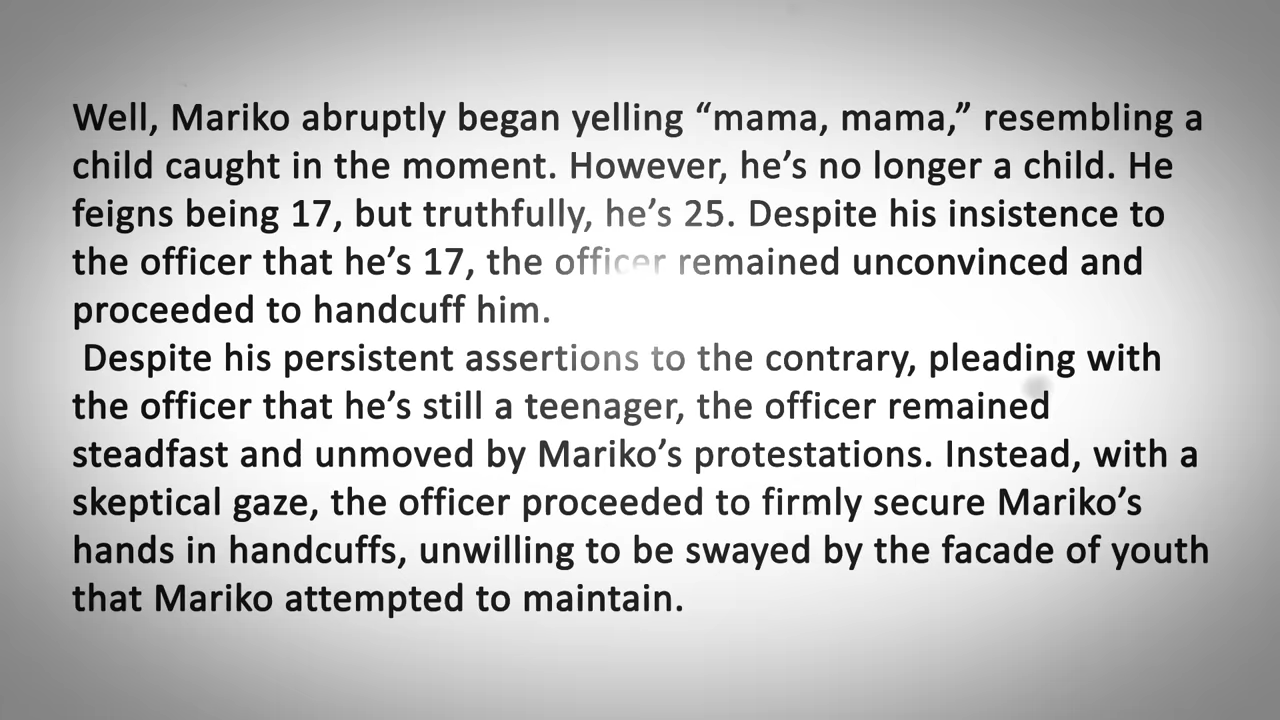 Well, Mariko abruptly began yelling “mama, mama,” resembling a
child caught in the moment. However, he’s no longer a child. He
feigns being 17, but truthfully, he’s 25. Despite his insistence to
the officer that he’s 17, the officer remained unconvinced and
proceeded to handcuff him.
Despite his persistent assertions to the contrary, pleading with
the officer that he’s still a teenager, the officer remained
steadfast and unmoved by Mariko’s protestations. Instead, with a
skeptical gaze, the officer proceeded to firmly secure Mariko’s
hands in handcuffs, unwilling to be swayed by the facade of youth
that Mariko attempted to maintain.